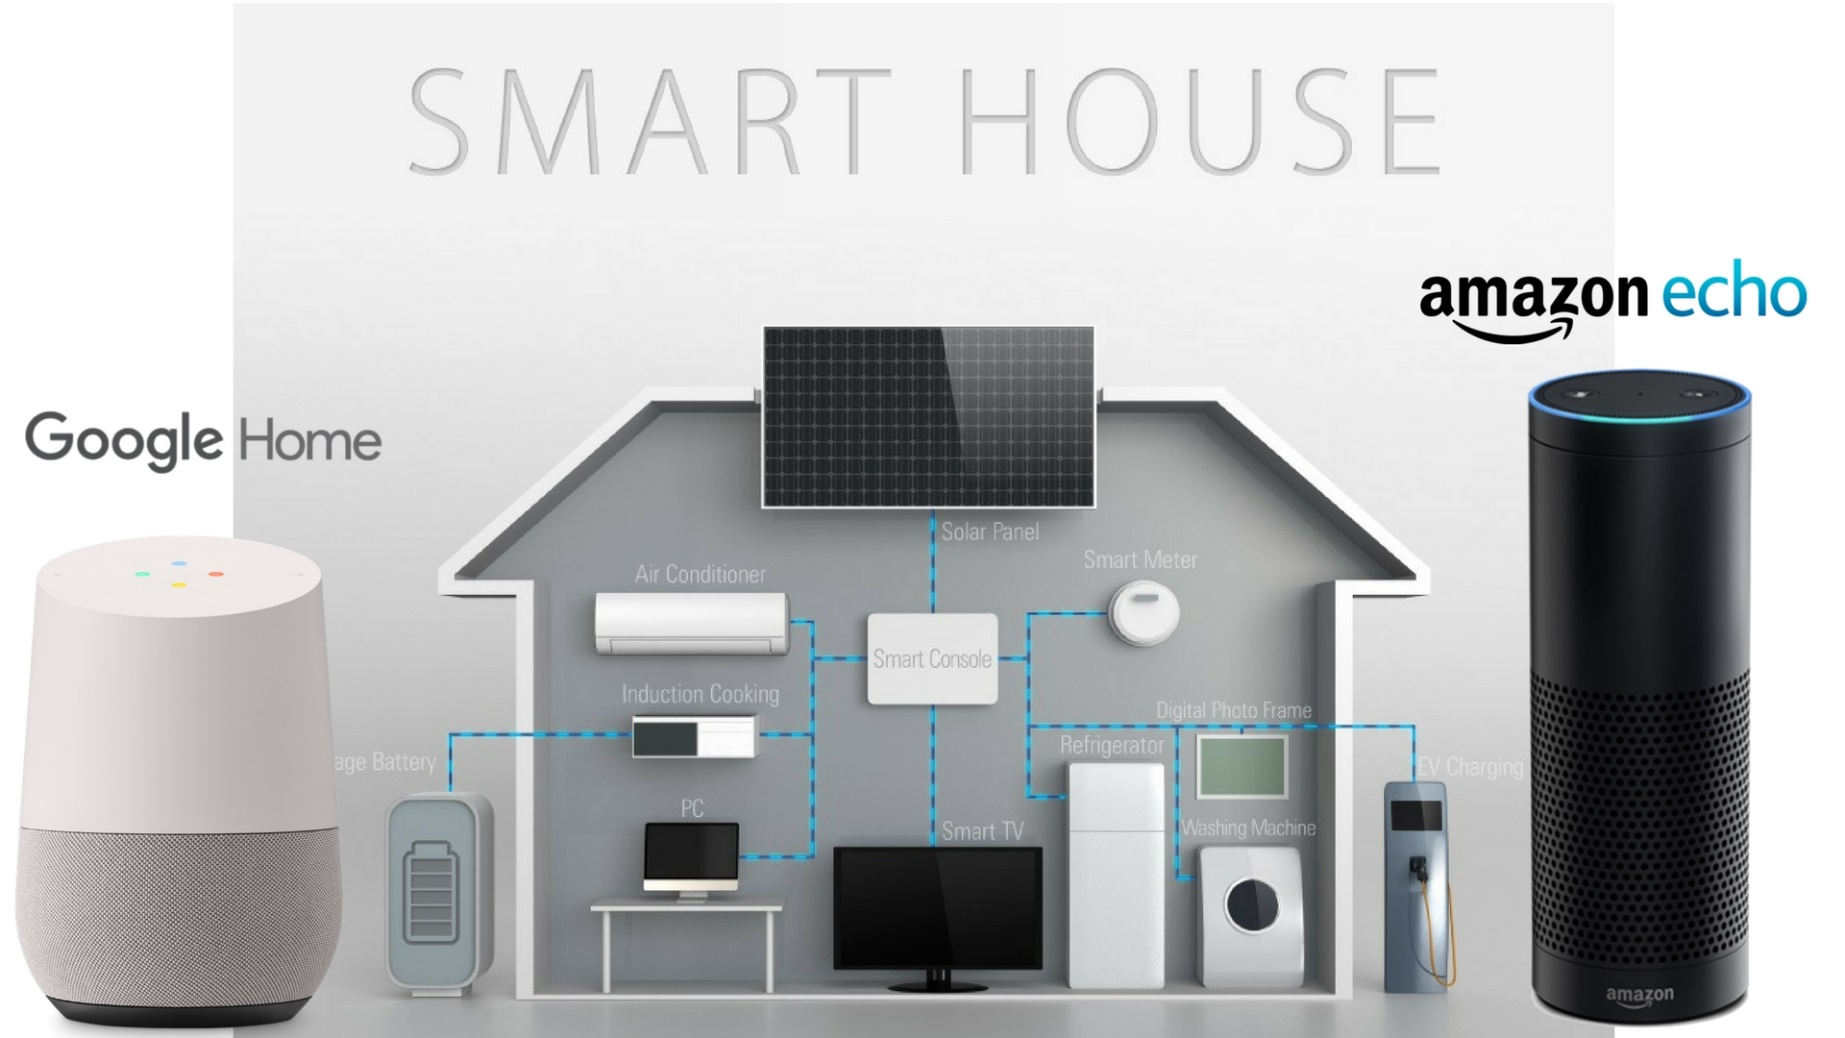 SMART HOUSE
amazon echo
Google Home
Solar Panel
Smart Meter
Air Conditioner
Smart Console
Induction Cooking
Digital Photo Frame
Refrigerator
age Battery
EV Charging
PC
Smart TV
Washing Machine
amazon